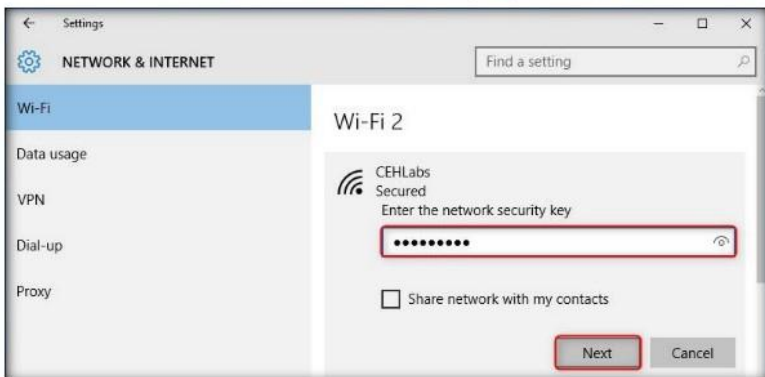 Settings
NETWORK & INTERNET
Find a setting
Wi-Fi
Data usage
VPN
Dial-up
Proxy
Wi-Fi 2
CEHLabs
Secured
Enter the network security key
•••••••••
Share network with my contacts
Next Cancel